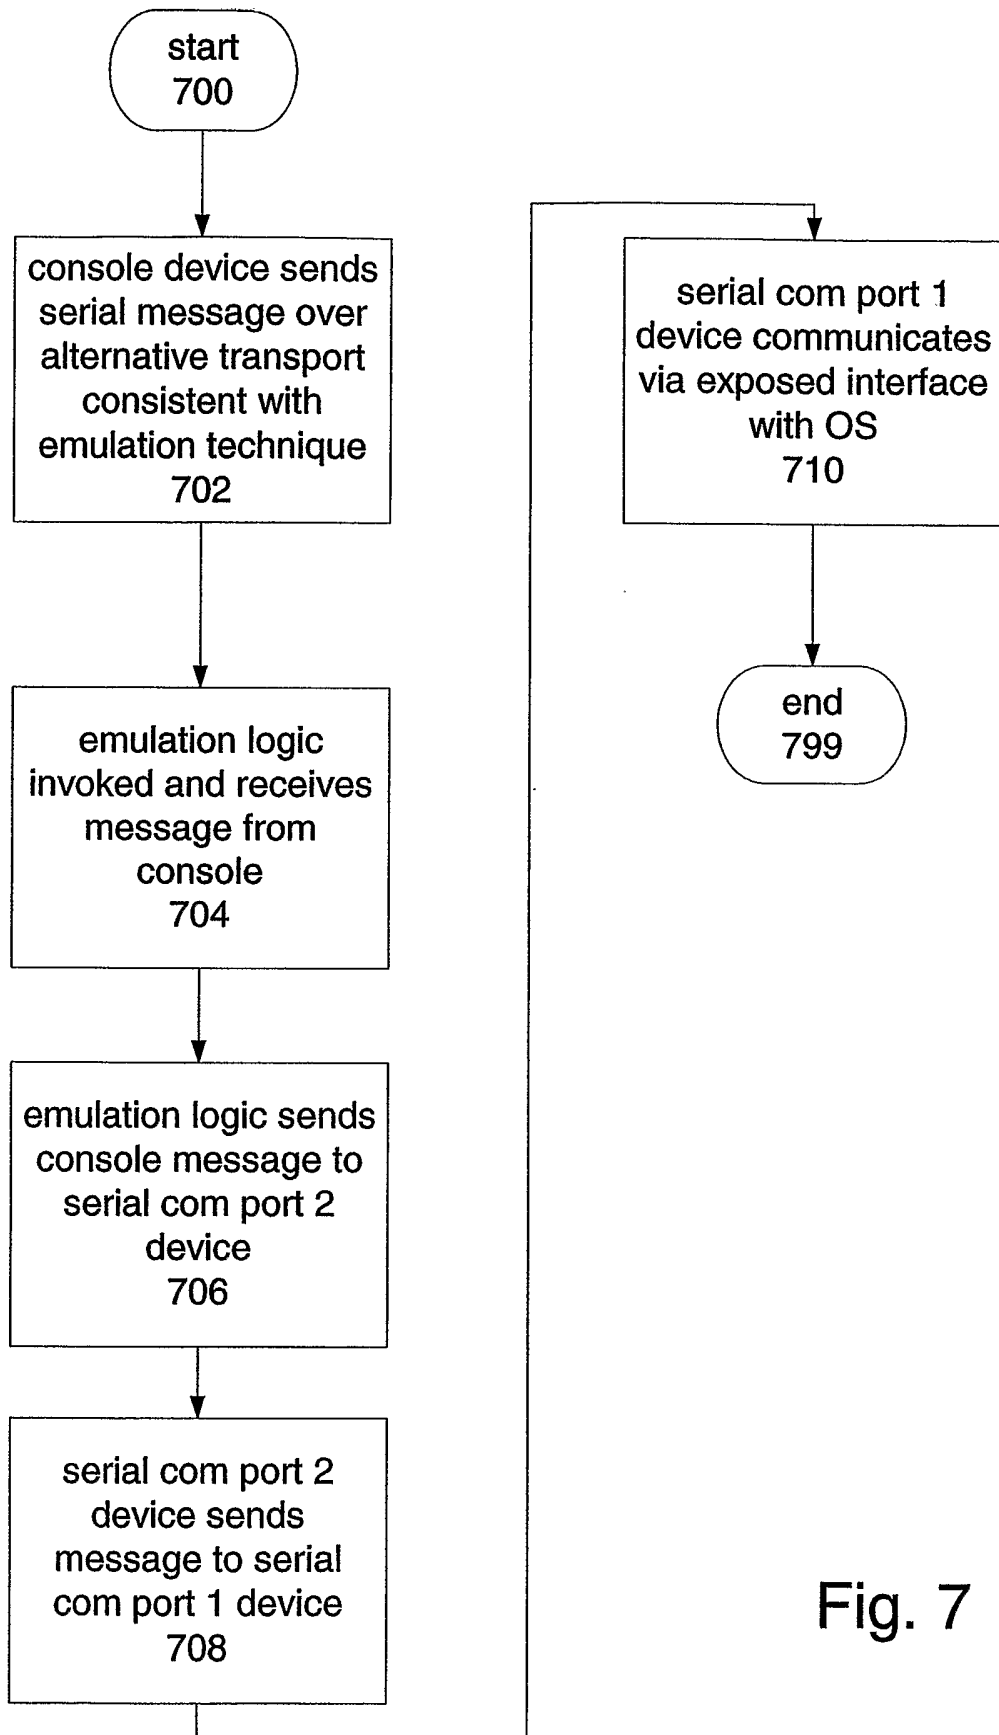 start
700
console device sends
serial message over
alternative transport
consistent with
emulation technique
702
emulation logic
invoked and receives
message from
console
704
emulation logic sends
console message to
serial com port 2
device
706
serial com port 2
device sends
message to serial
com port 1 device
708
serial com port 1
device communicates
via exposed interface
with OS
710
end
799
Fig. 7